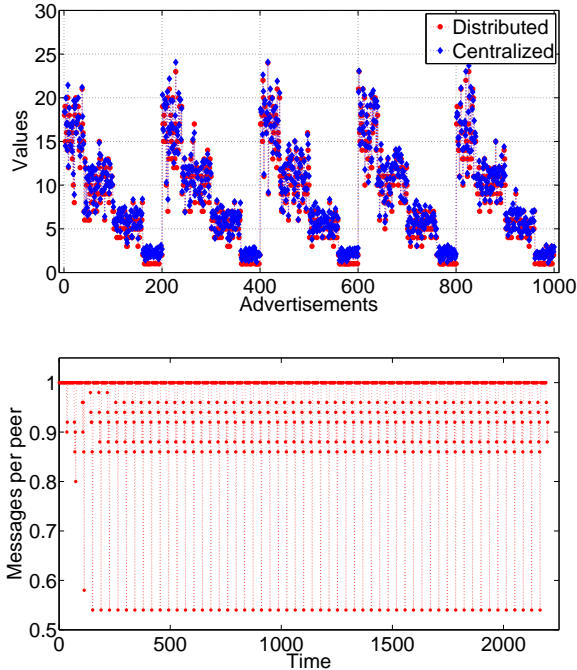 30
25
20
15
10
5
0
Values
Distributed
Centralized
0 200 400 600 800 1000
Advertisements
1
0.9
0.8
0.7
0.6
0.5
Messages per peer
0 500 1000 1500 2000
Time